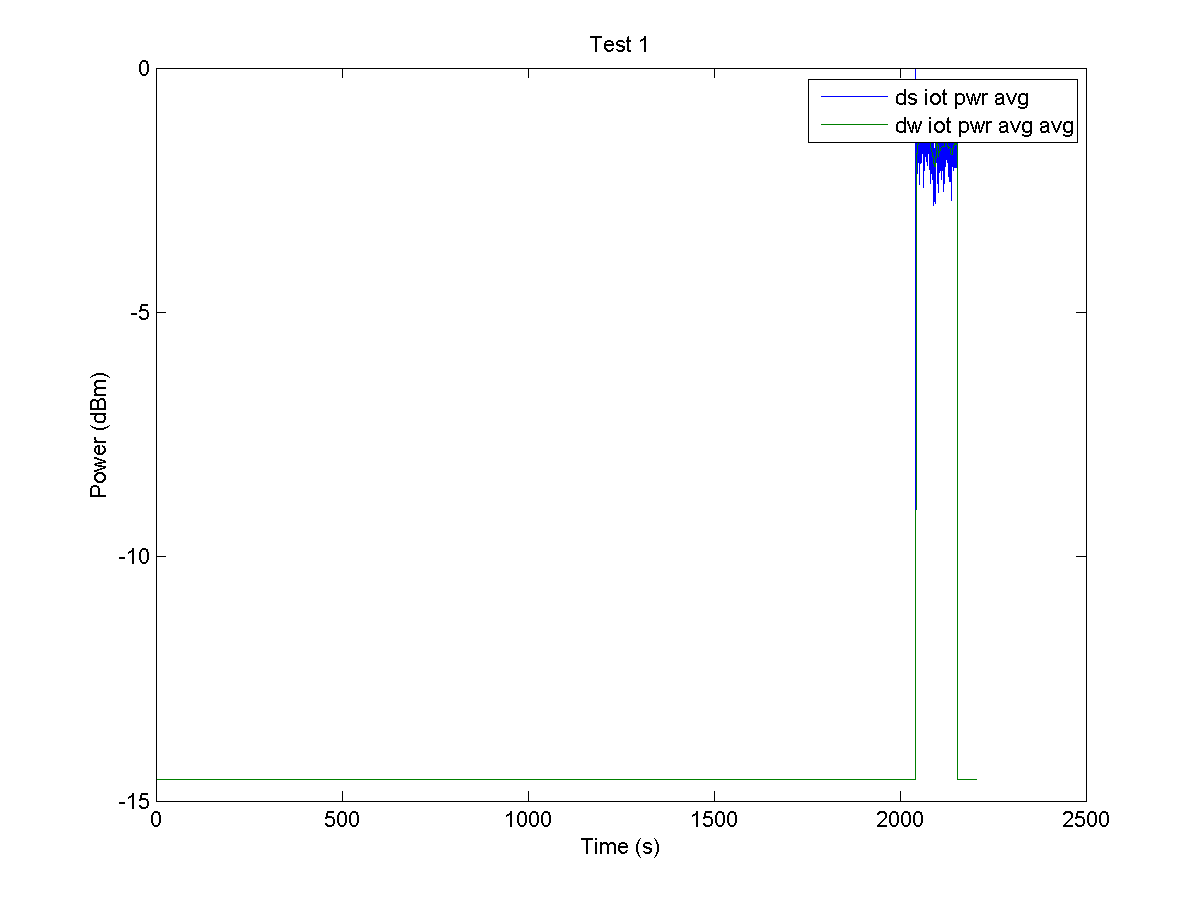 Test 1
0
ds iot pwr avg
dw iot pwr avg avg
-5
Power (dBm)
-10
-15
0 500 1000 1500 2000 2500
Time (s)